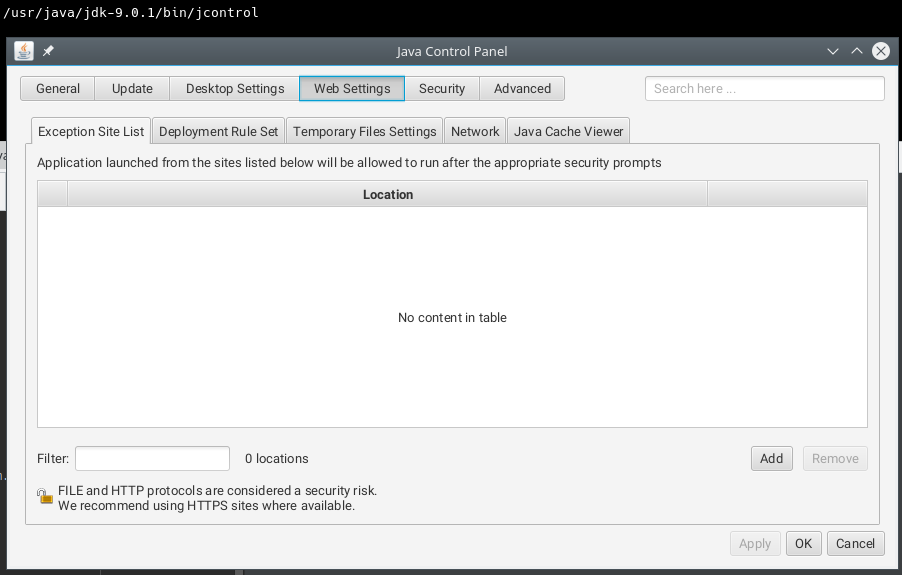 /usr/java/jdk-9.0.1/bin/jcontrol
Java Control Panel
General Update Desktop Settings Web Settings Security Advanced Search here ...
Exception Site List Deployment Rule Set Temporary Files Settings Network Java Cache Viewer
Application launched from the sites listed below will be allowed to run after the appropriate security prompts
Location
No content in table
Filter: 0 locations Add Remove
FILE and HTTP protocols are considered a security risk.
We recommend using HTTPS sites where available.
Apply OK Cancel